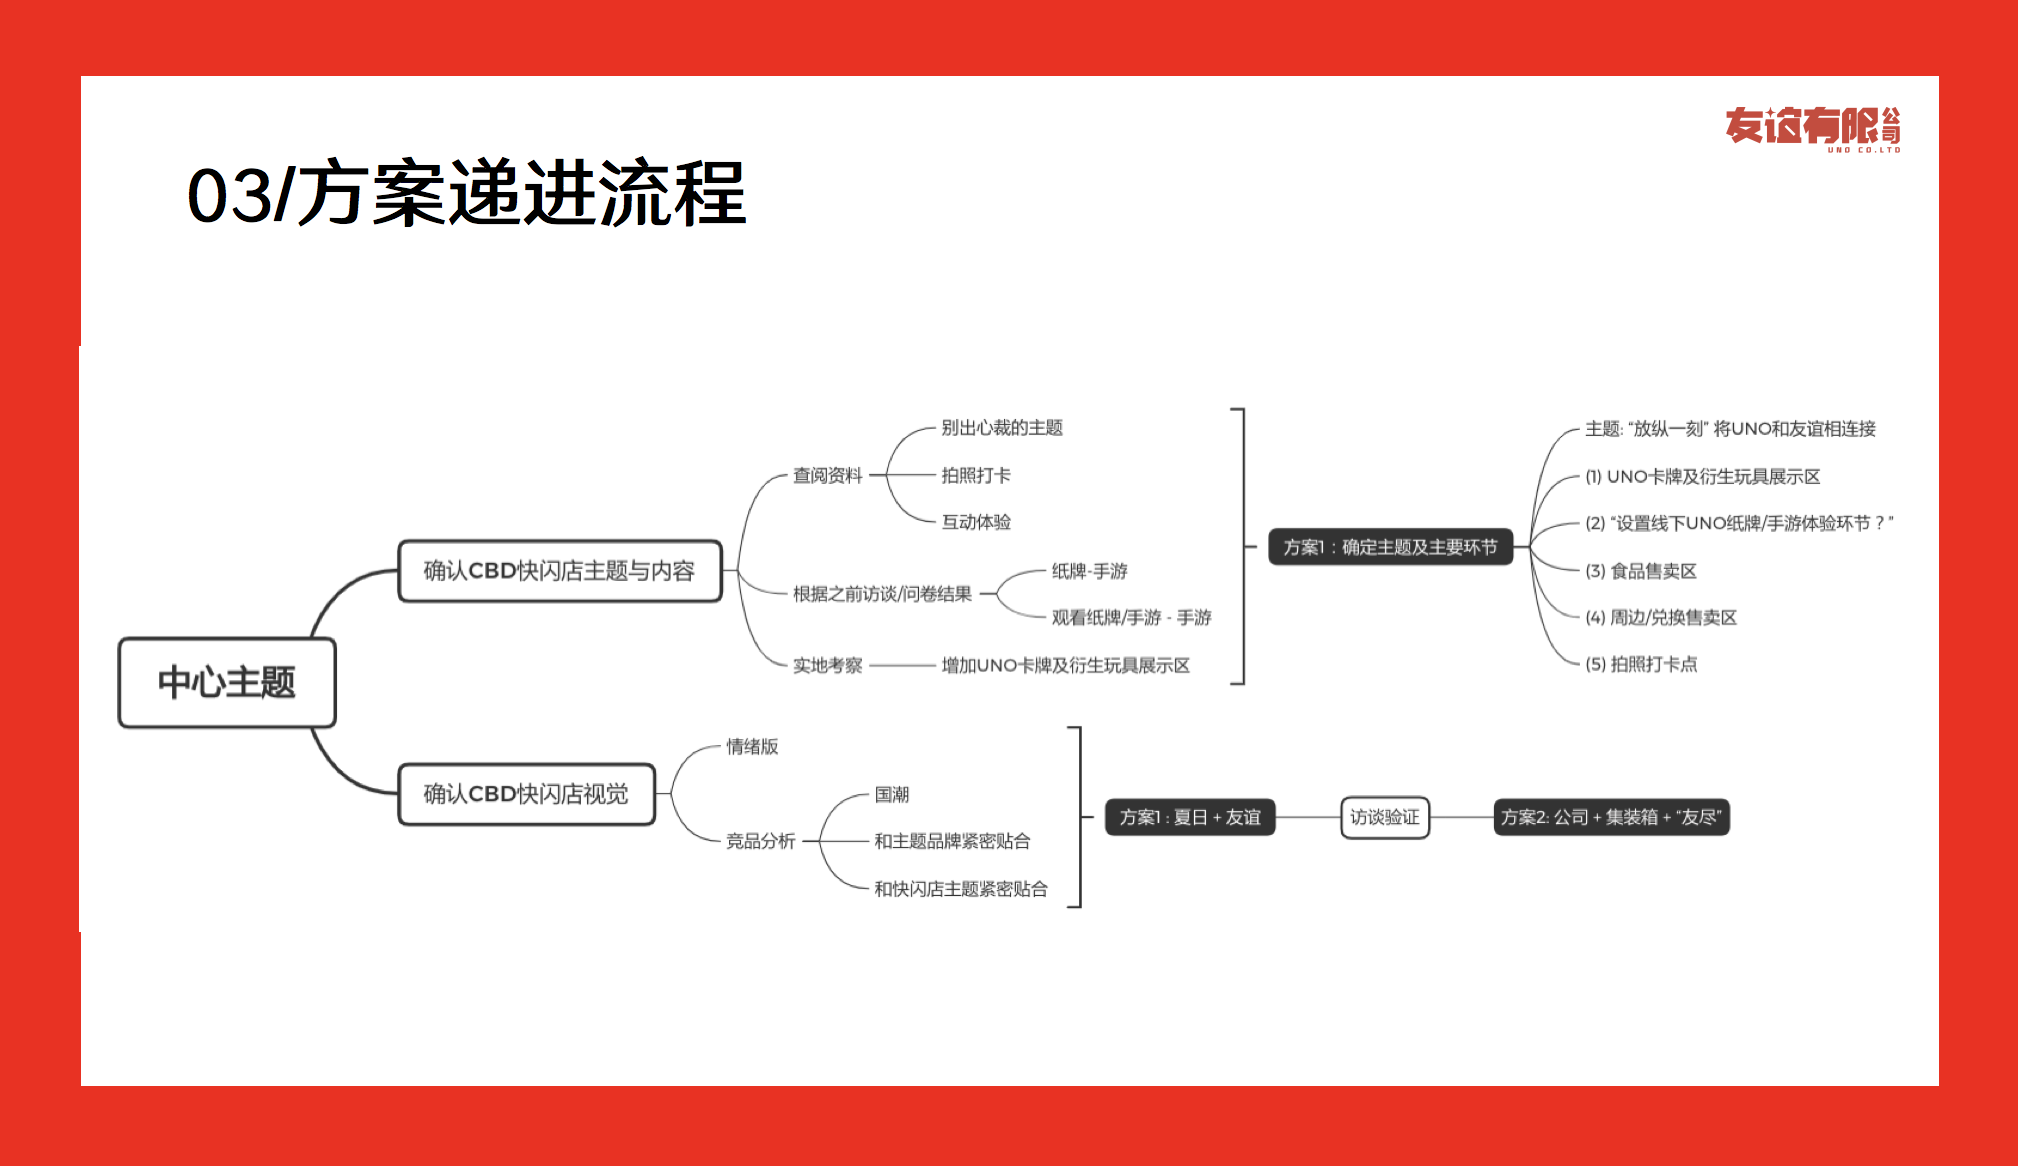 友谊有限公司
UNO CO.LTD
03/方案递进流程
中心主题
确认CBD快闪店主题与内容
查阅资料
别出心裁的主题
拍照打卡
互动体验
根据之前访谈/问卷结果
纸牌-手游
观看纸牌/手游 - 手游
实地考察
增加UNO卡牌及衍生玩具展示区
方案1：确定主题及主要环节
主题: “放纵一刻” 将UNO和友谊相连接
(1) UNO卡牌及衍生玩具展示区
(2) “设置线下UNO纸牌/手游体验环节？”
(3) 食品售卖区
(4) 周边/兑换售卖区
(5) 拍照打卡点
确认CBD快闪店视觉
情绪版
竞品分析
国潮
和主题品牌紧密贴合
和快闪店主题紧密贴合
方案1 : 夏日 + 友谊
访谈验证
方案2: 公司 + 集装箱 + “友尽”